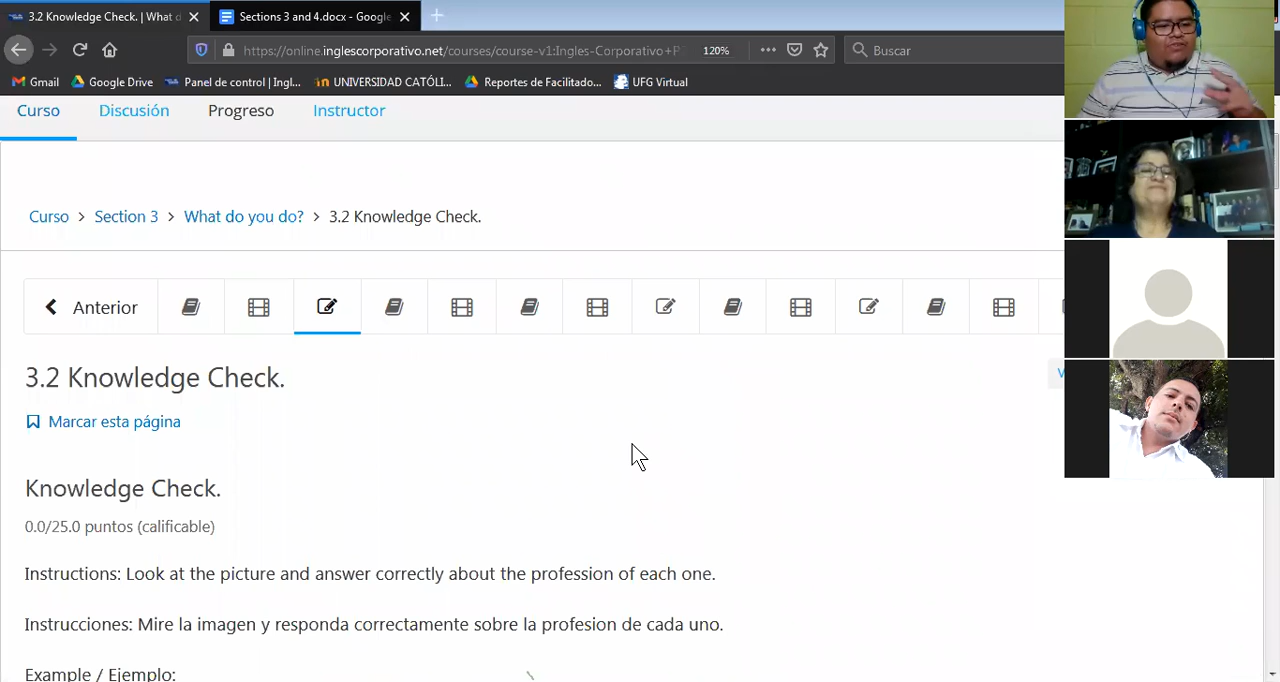 3.2 Knowledge Check. | What d
Sections 3 and 4.docx - Google
https://online.inglescorporativo.net/courses/course-v1:Ingles-Corporativo+P
120%
Buscar
Gmail
Google Drive
Panel de control | Ingl...
UNIVERSIDAD CATÓLI...
Reportes de Facilitado...
UFG Virtual
Curso
Discusión
Progreso
Instructor
Curso > Section 3 > What do you do? > 3.2 Knowledge Check.
Anterior
3.2 Knowledge Check.
Marcar esta página
Knowledge Check.
0.0/25.0 puntos (calificable)
Instructions: Look at the picture and answer correctly about the profession of each one.
Instrucciones: Mire la imagen y responda correctamente sobre la profesion de cada uno.
Example / Ejemplo: